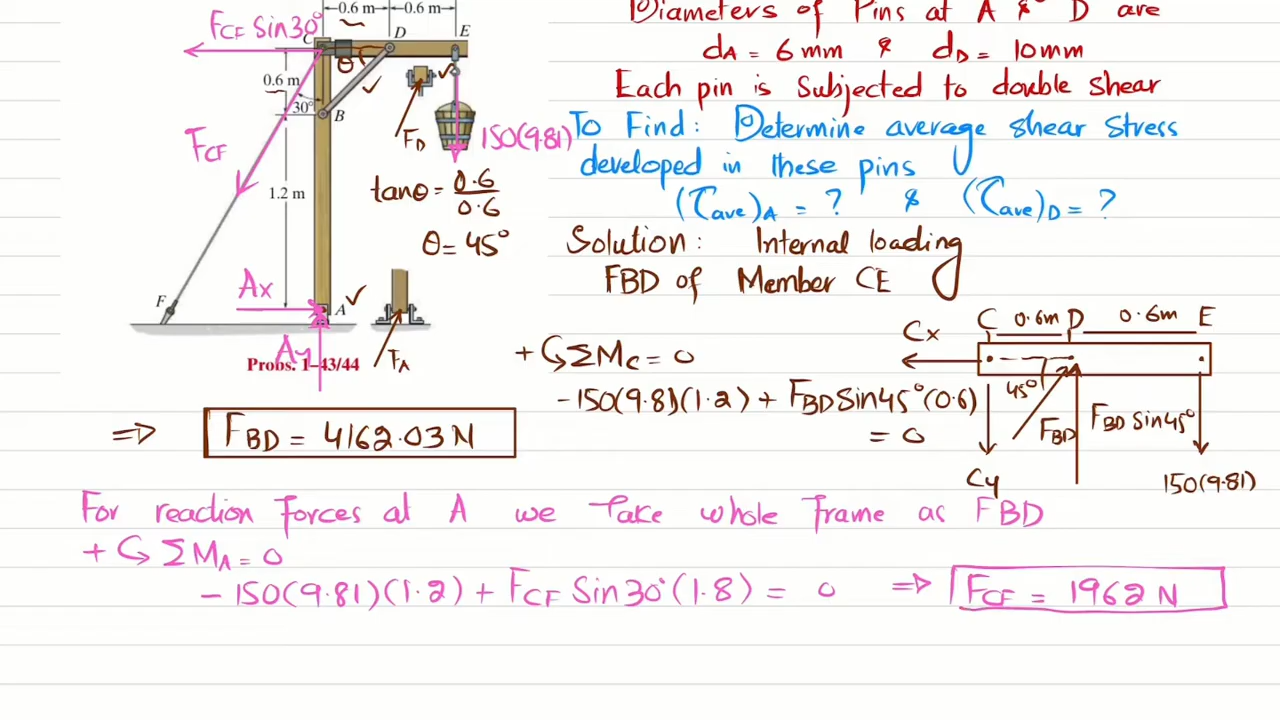 Diameters of Pins at A & D are
dA = 6mm & dD = 10mm
Each pin is Subjected to double shear
To Find: Determine average shear stress
developed in these pins
(τave)A = ? & (τave)D = ?
Solution: Internal loading
FBD of Member CE
FCF Sin30°
0.6 m 0.6 m
C D E
θ
0.6 m
30°
B
FCF
FD
150(9.81)
tanθ = 0.6/0.6
θ = 45°
1.2 m
Ax
F
A
Ay
FA
Probs. 1–43/44
Cx C 0.6m D 0.6m E
45°
FBD
FBD Sin45°
Cy
150(9.81)
+ ΣMC = 0
-150(9.81)(1.2) + FBD Sin45°(0.6)
= 0
⇒ FBD = 4162.03 N
For reaction forces at A we Take whole frame as FBD
+ ΣMA = 0
-150(9.81)(1.2) + FCF Sin30°(1.8) = 0 ⇒ FCF = 1962 N